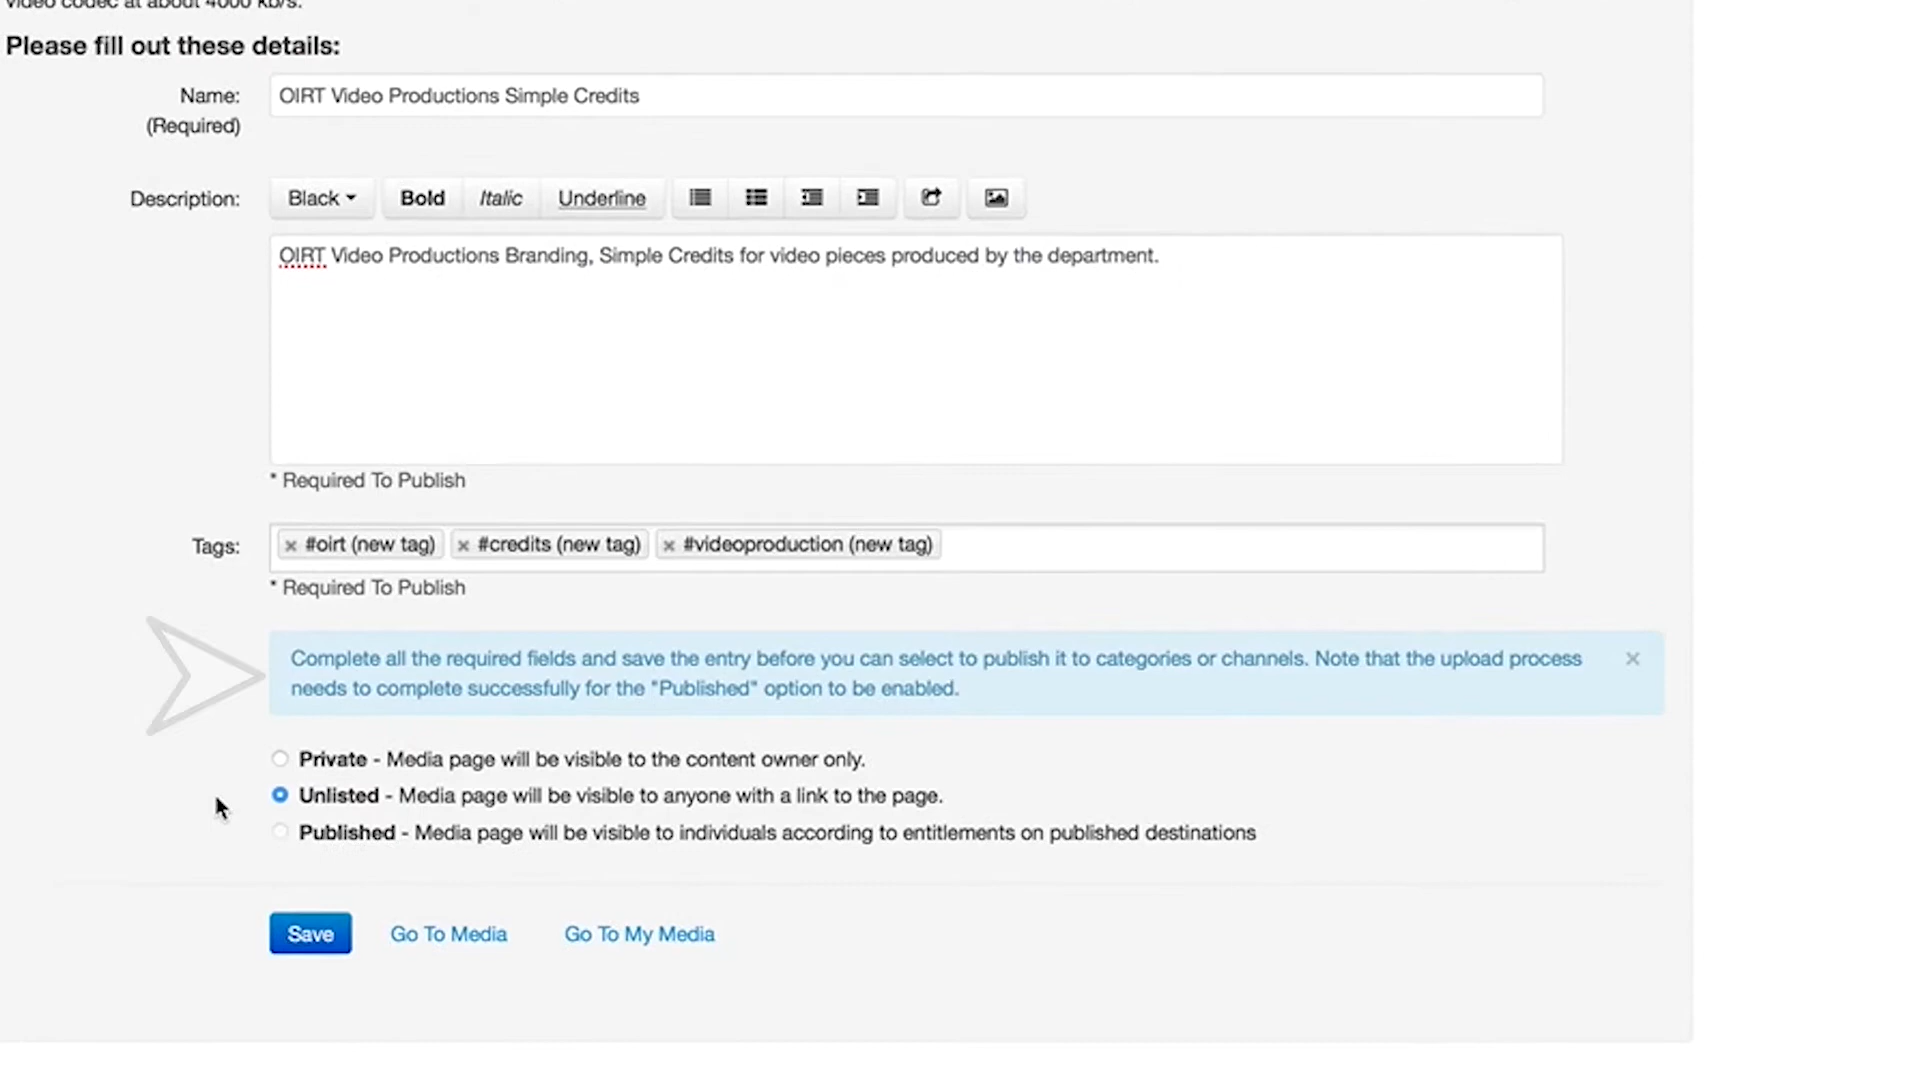 video codec at about 4000 kb/s.
Please fill out these details:
Name:
(Required)
OIRT Video Productions Simple Credits
Description:
Black
Bold
Italic
Underline
OIRT Video Productions Branding, Simple Credits for video pieces produced by the department.
* Required To Publish
Tags:
× #oirt (new tag) × #credits (new tag) × #videoproduction (new tag)
* Required To Publish
Complete all the required fields and save the entry before you can select to publish it to categories or channels. Note that the upload process ×
needs to complete successfully for the "Published" option to be enabled.
Private - Media page will be visible to the content owner only.
Unlisted - Media page will be visible to anyone with a link to the page.
Published - Media page will be visible to individuals according to entitlements on published destinations
Save Go To Media Go To My Media